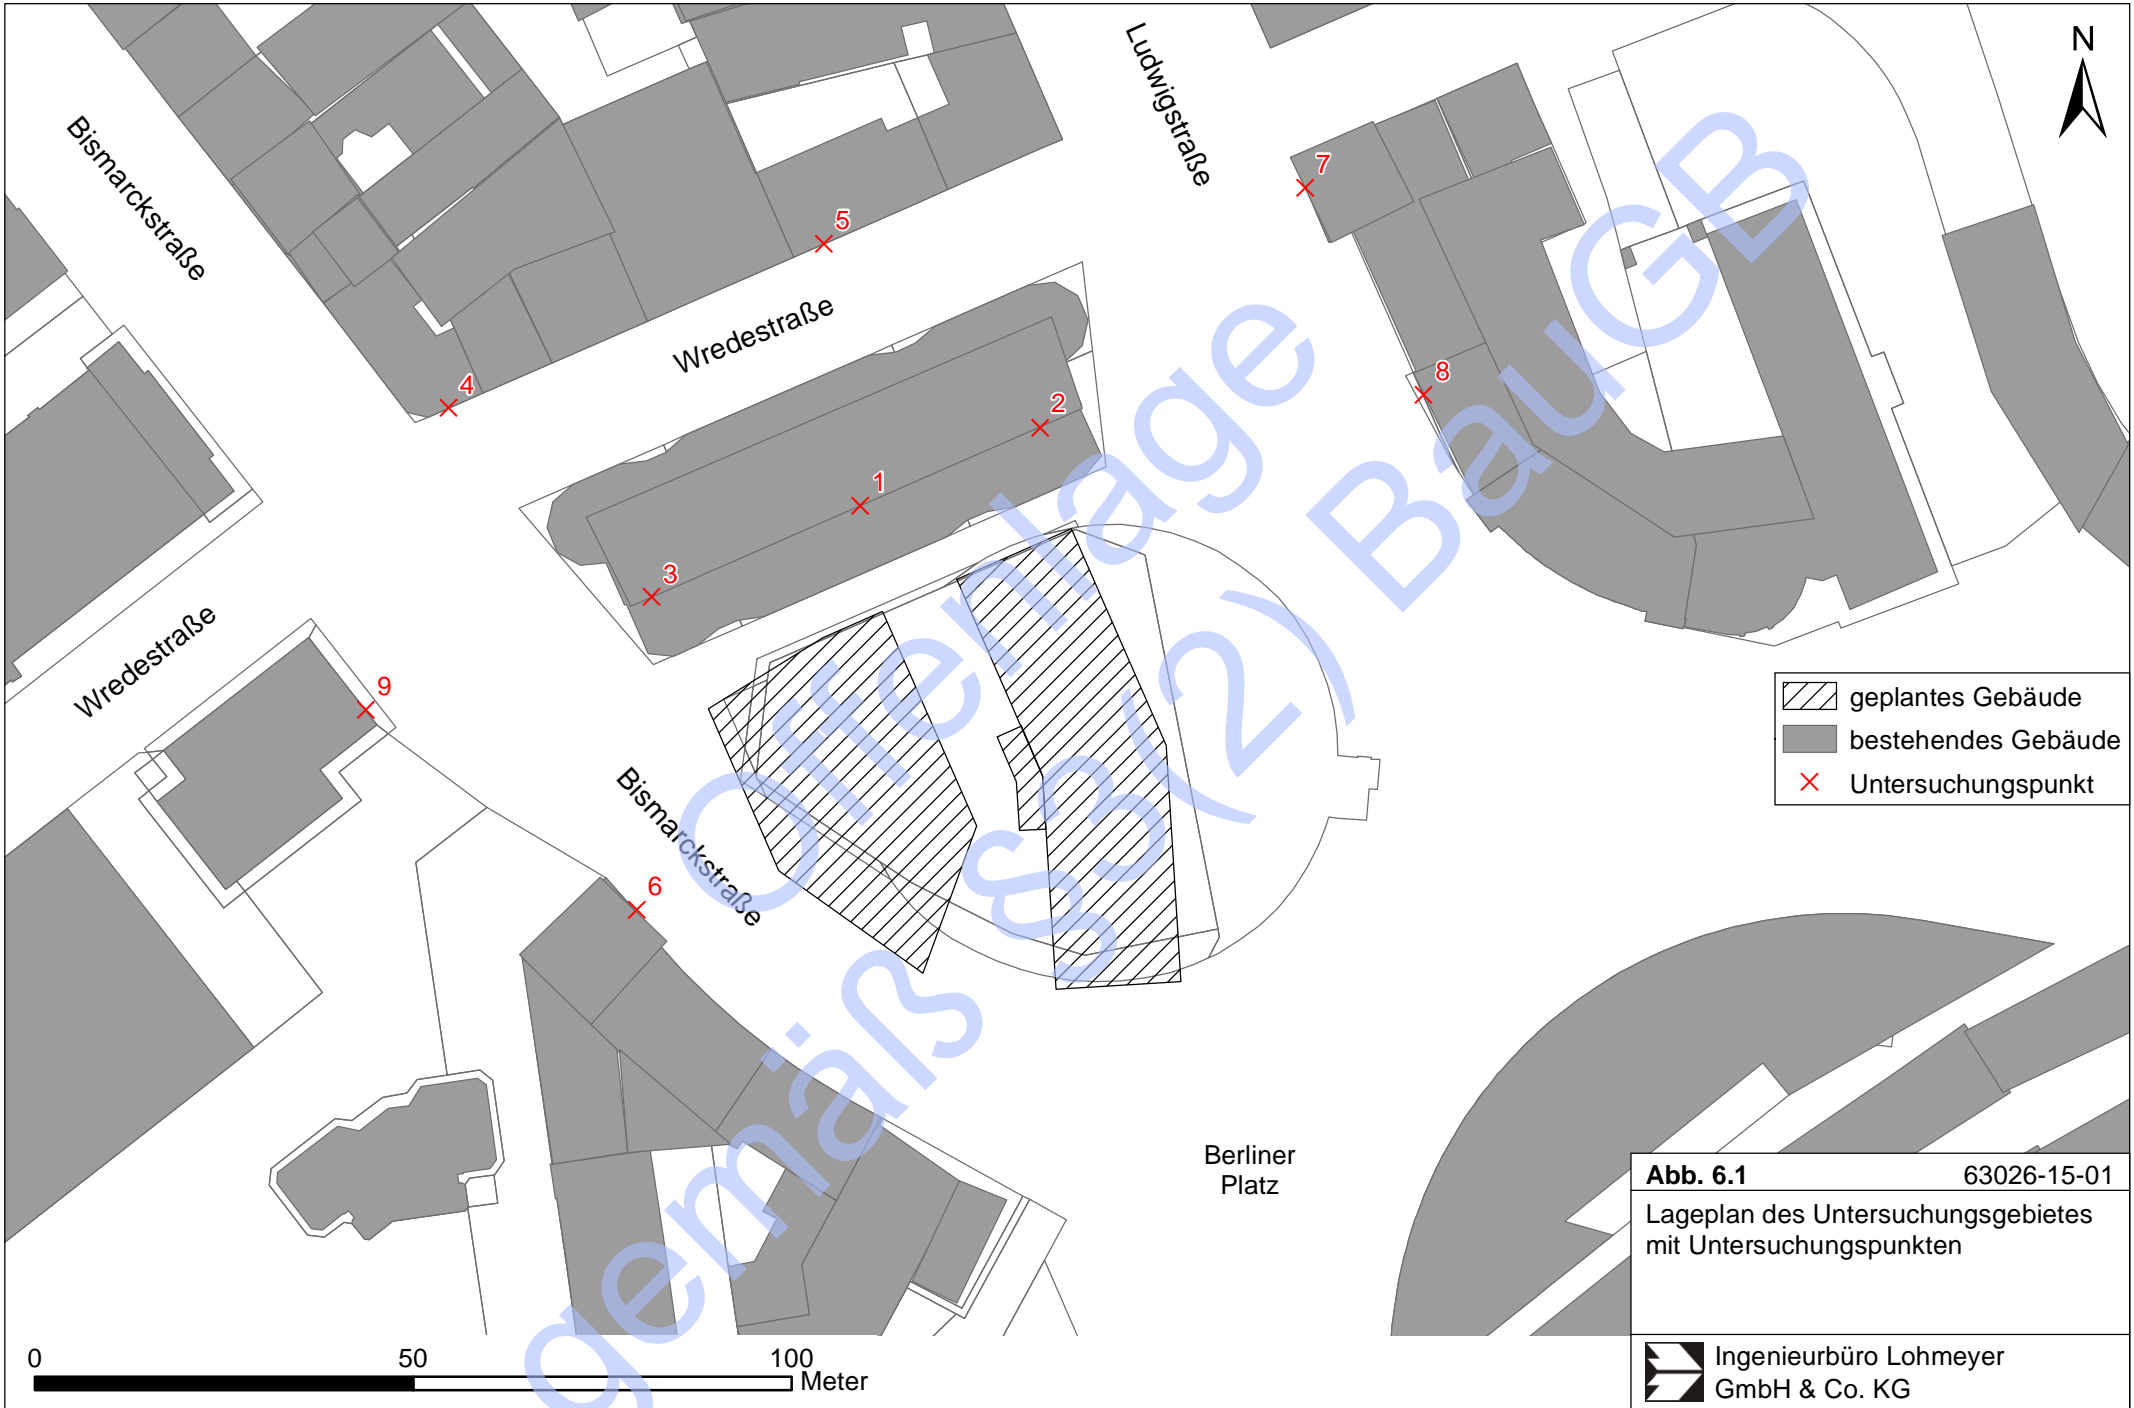 N
Ludwigstraße
Bismarckstraße
7
5
Wredestraße
4
8
2
1
3
Wredestraße
9
geplantes Gebäude
bestehendes Gebäude
Untersuchungspunkt
Bismarckstraße
6
Offenlage
gemäß §3(2) BauGB
Berliner
Platz
Abb. 6.1 63026-15-01
Lageplan des Untersuchungsgebietes
mit Untersuchungspunkten
0 50 100
Meter
Ingenieurbüro Lohmeyer
GmbH & Co. KG